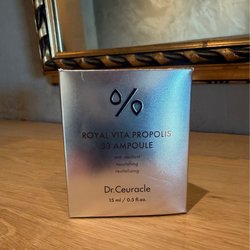 ROYAL VITA PROPOLIS
33 AMPOULE
anti-oxidant
nourishing
revitalizing
Dr.Ceuracle
15 ml / 0.5 fl.oz.